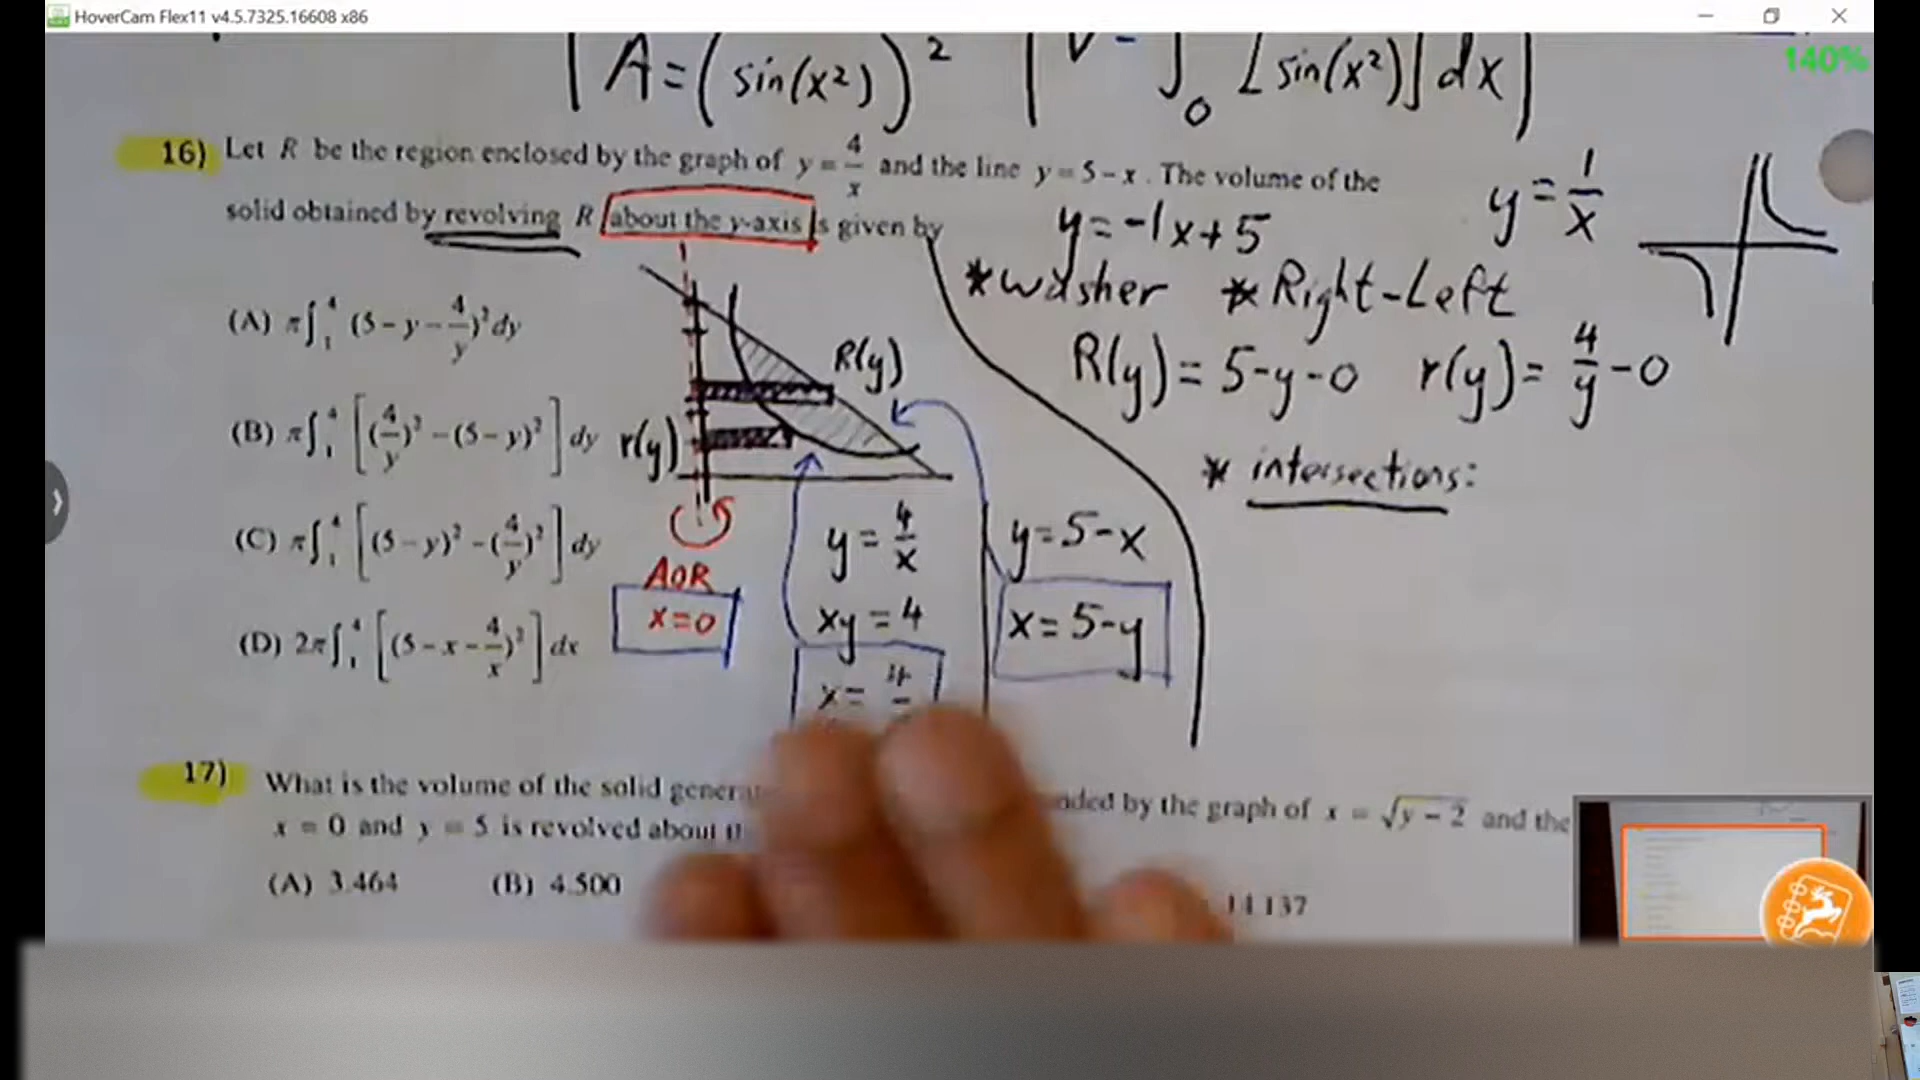 HoverCam Flex11 v4.5.7325.16608 x86
140%
A=(sin(x²))² V= ∫₀ [sin(x²)] dx
16) Let R be the region enclosed by the graph of y = 4/x and the line y = 5 − x. The volume of the
solid obtained by revolving R about the y-axis is given by
y = 1/x
y = -1x+5
*washer *Right-Left
R(y) = 5-y-0 r(y) = 4/y -0
* intersections:
(A) π∫₁⁴ (5 − y − 4/y)² dy
(B) π∫₁⁴ [(4/y)² − (5 − y)²] dy
(C) π∫₁⁴ [(5 − y)² − (4/y)²] dy
(D) 2π∫₁⁴ [(5 − x − 4/x)²] dx
R(y)
r(y)
AOR
x=0
y = 4/x
xy = 4
x = 4
y=5-x
x=5-y
17) What is the volume of the solid by the graph of x = √(y − 2) and the
x = 0 and y = 5 is revolved about
(A) 3.464 (B) 4.500 14.137